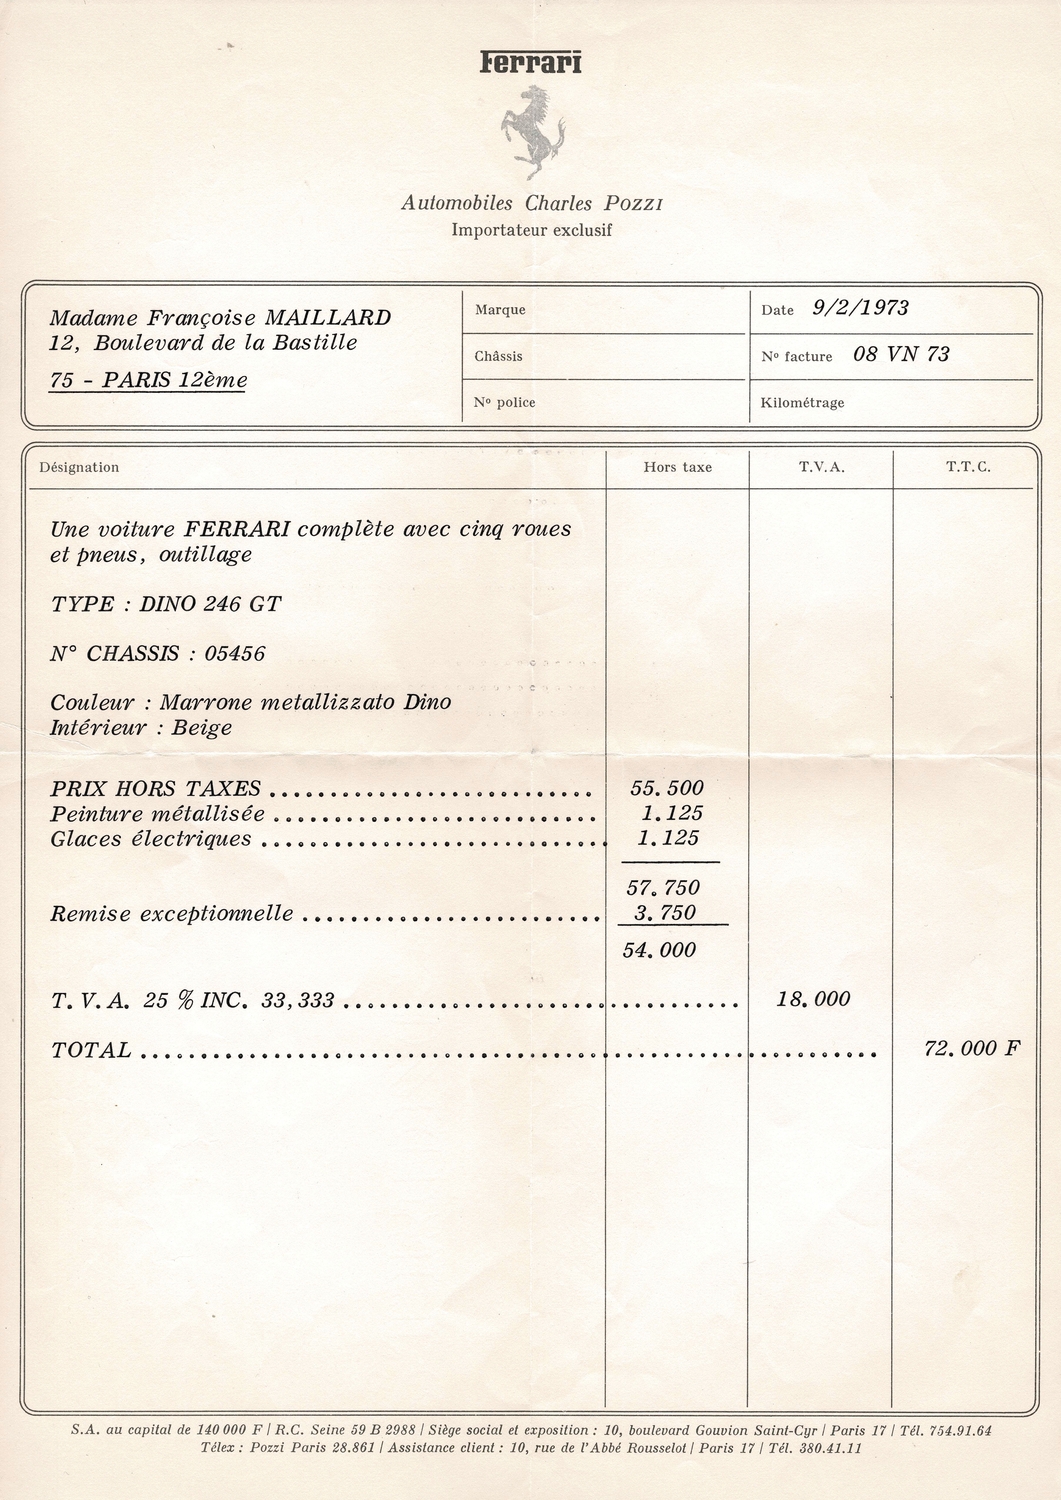 Ferrari
Automobiles Charles POZZI
Importateur exclusif
Madame Françoise MAILLARD
12, Boulevard de la Bastille
75 - PARIS 12ème
Marque
Châssis
Nº police
Date 9/2/1973
Nº facture 08 VN 73
Kilométrage
Désignation Hors taxe T.V.A. T.T.C.
Une voiture FERRARI complète avec cinq roues
et pneus, outillage
TYPE : DINO 246 GT
N° CHASSIS : 05456
Couleur : Marrone metallizzato Dino
Intérieur : Beige
PRIX HORS TAXES ........................... 55.500
Peinture métallisée ........................... 1.125
Glaces électriques ............................. 1.125
57.750
Remise exceptionnelle ......................... 3.750
54.000
T.V.A. 25 % INC. 33,333 ................................. 18.000
TOTAL ............................................................. 72.000 F
S.A. au capital de 140 000 F | R.C. Seine 59 B 2988 | Siège social et exposition : 10, boulevard Gouvion Saint-Cyr | Paris 17 | Tél. 754.91.64
Télex : Pozzi Paris 28.861 | Assistance client : 10, rue de l'Abbé Rousselot | Paris 17 | Tél. 380.41.11